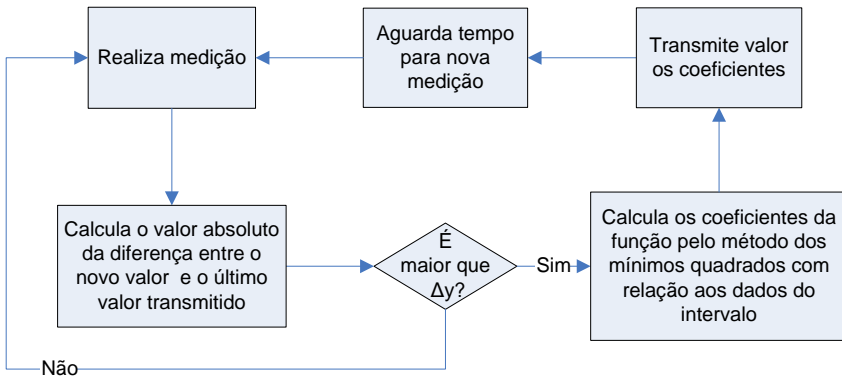 Realiza medição
Aguarda tempo
para nova
medição
Transmite valor
os coeficientes
Calcula o valor absoluto
da diferença entre o
novo valor e o último
valor transmitido
É
maior que
Δy?
Sim
Calcula os coeficientes da
função pelo método dos
mínimos quadrados com
relação aos dados do
intervalo
Não